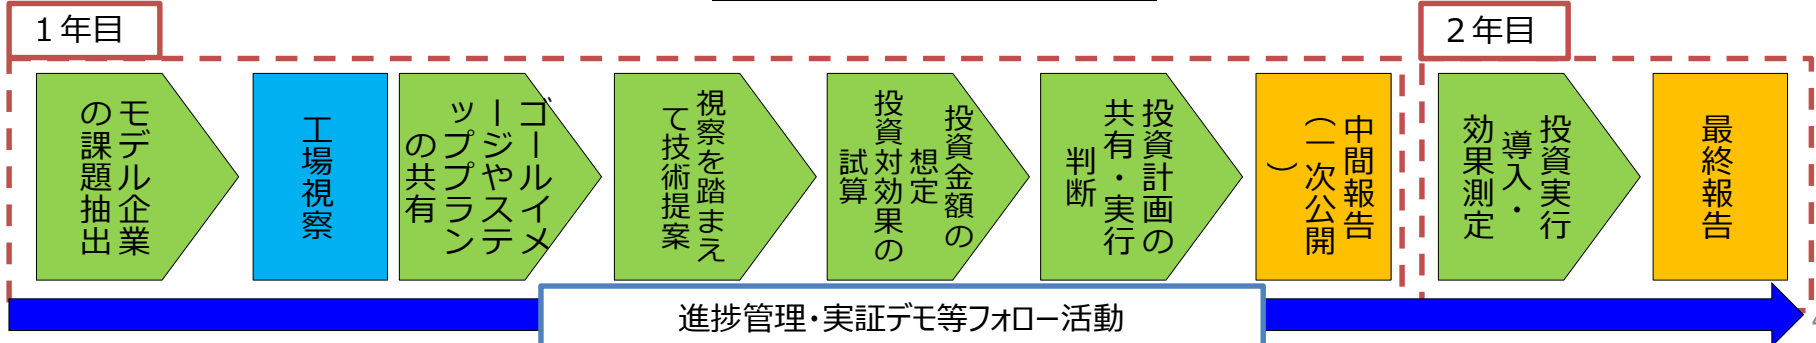 1年目
2年目
モデル企業
の課題抽出
工場視察
ゴールイメ
ージやステ
ッププラン
の共有
視察を踏まえ
て技術提案
投資金額の
想定
投資対効果の
試算
投資計画の
共有・実行
判断
中間報告
(一次公開
)
投資実行
導入・
効果測定
最終報告
進捗管理・実証デモ等フォロー活動